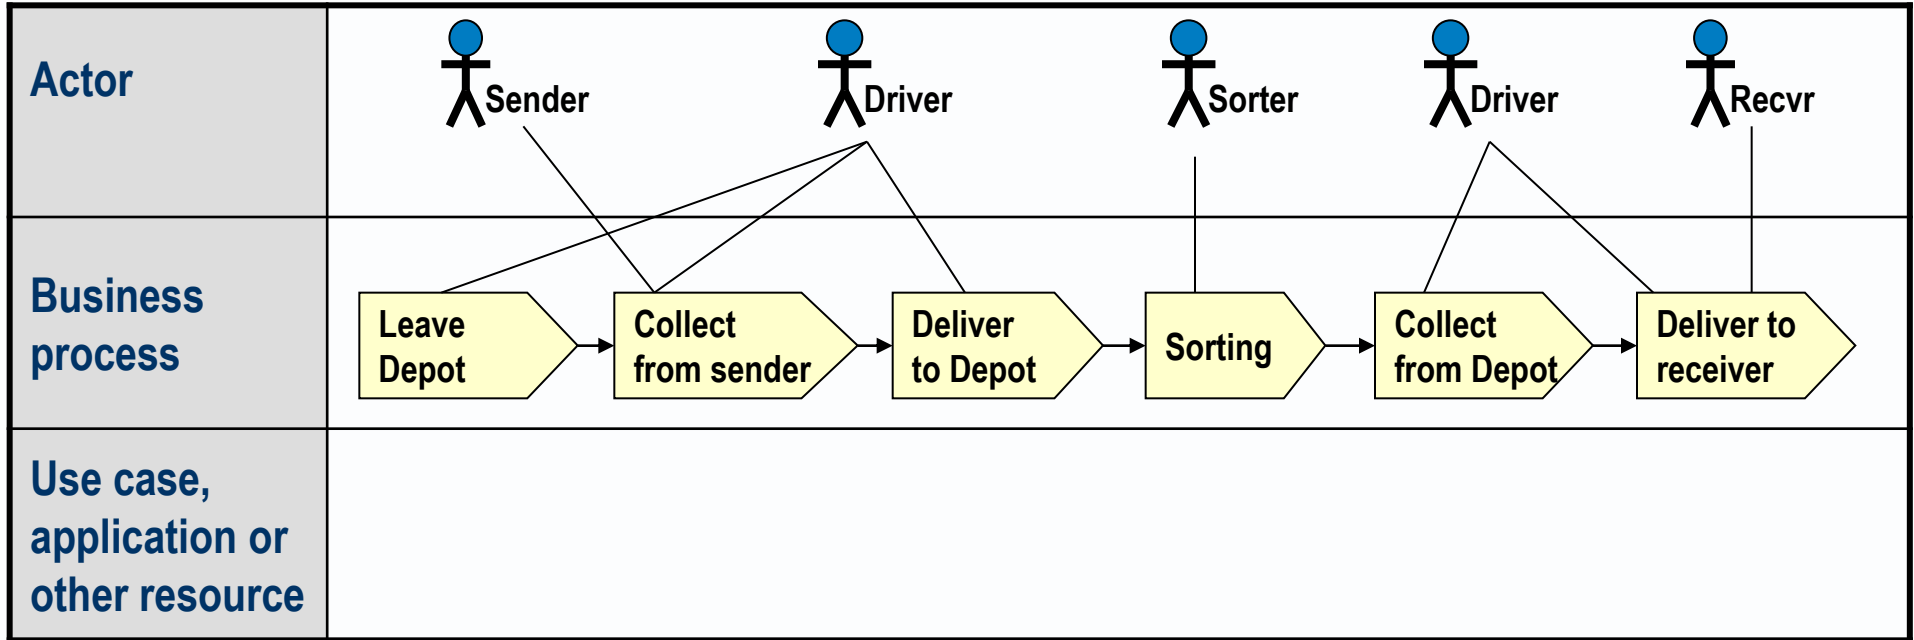 Actor
Sender
Driver
Sorter
Driver
Recvr
Business
process
Leave
Depot
Collect
from sender
Deliver
to Depot
Sorting
Collect
from Depot
Deliver to
receiver
Use case,
application or
other resource